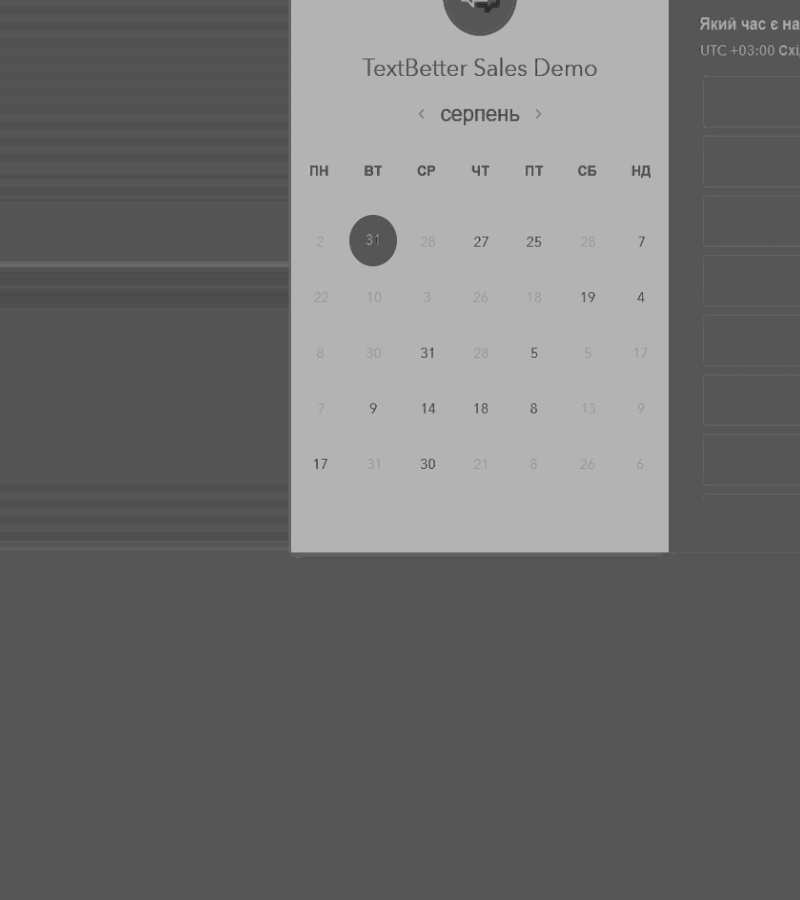 TextBetter Sales Demo
серпень
ПН ВТ СР ЧТ ПТ СБ НД
2 31 28 27 25 28 7
22 10 3 26 18 19 4
8 30 31 28 5 5 17
7 9 14 18 8 13 9
17 31 30 21 8 26 6
Який час є на
UTC +03:00 Схі